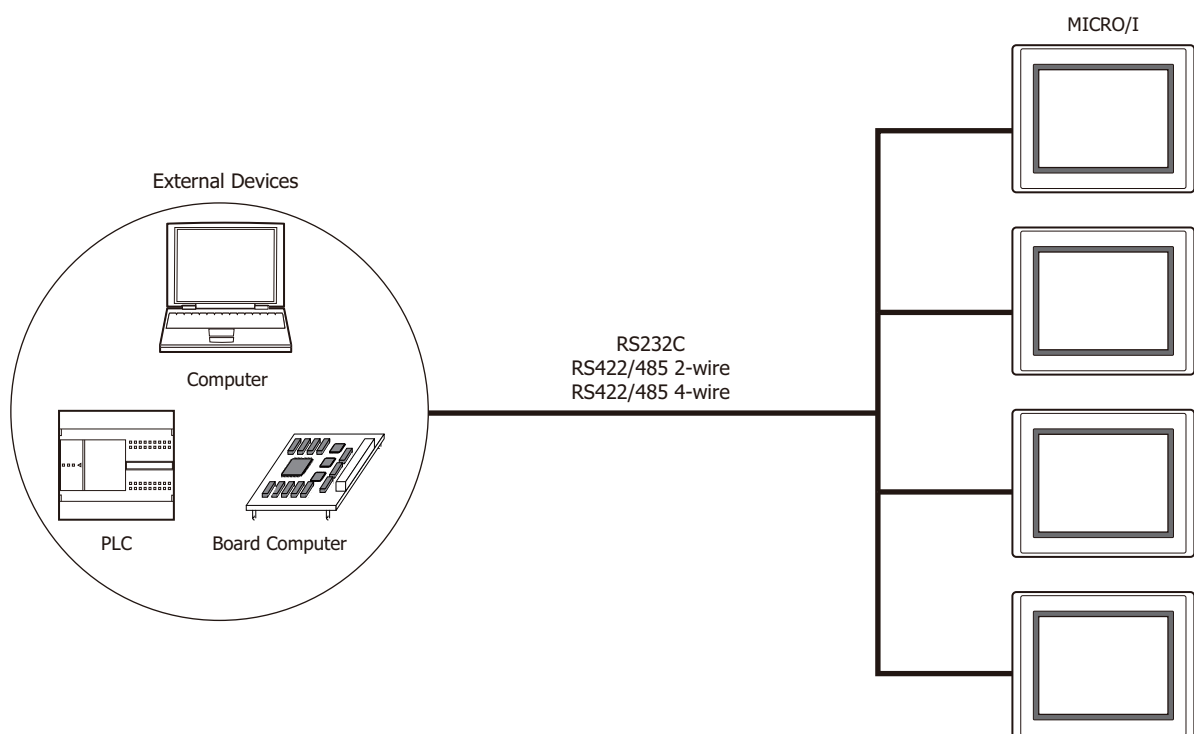 MICRO/I
External Devices
Computer
PLC
Board Computer
RS232C
RS422/485 2-wire
RS422/485 4-wire